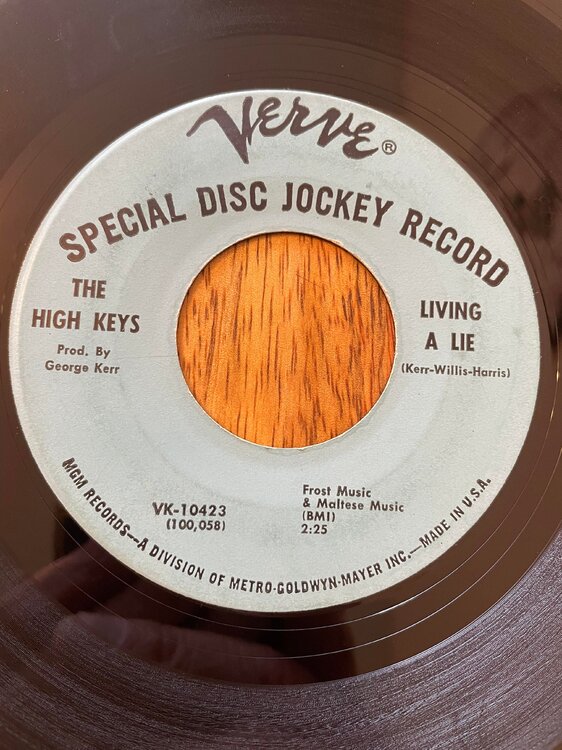 VERVE®
SPECIAL DISC JOCKEY RECORD
THE
HIGH KEYS
Prod. By
George Kerr
LIVING
A LIE
(Kerr-Willis-Harris)
VK-10423
(100,058)
Frost Music
& Maltese Music
(BMI)
2:25
MGM RECORDS—A DIVISION OF METRO-GOLDWYN-MAYER INC.—MADE IN U.S.A.